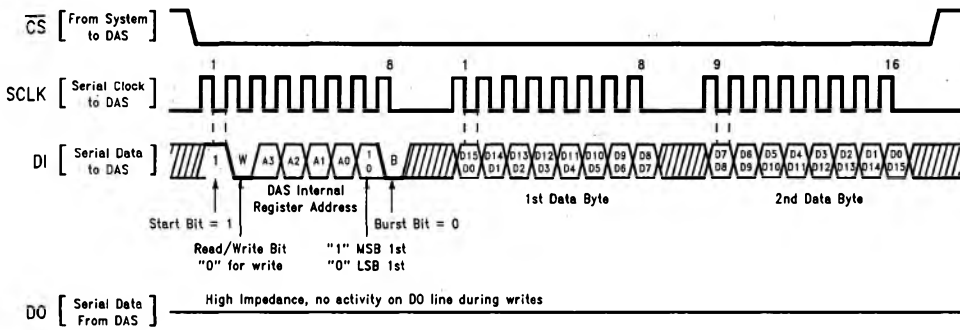 CS [ From System to DAS ]
1 8 1 8 9 16
SCLK [ Serial Clock to DAS ]
DI [ Serial Data to DAS ]
1 W A3 A2 A1 A0 1 0 B
D15 D14 D13 D12 D11 D10 D9 D8
D0 D1 D2 D3 D4 D5 D6 D7
D7 D6 D5 D4 D3 D2 D1 D0
D8 D9 D10 D11 D12 D13 D14 D15
DAS Internal
Register Address
1st Data Byte
2nd Data Byte
Start Bit = 1
Burst Bit = 0
Read/Write Bit
"0" for write
"1" MSB 1st
"0" LSB 1st
DO [ Serial Data From DAS ]
High Impedance, no activity on DO line during writes